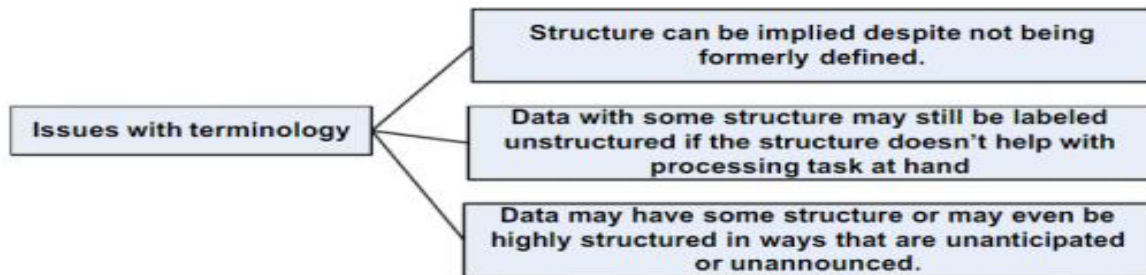 Issues with terminology
Structure can be implied despite not being
formerly defined.
Data with some structure may still be labeled
unstructured if the structure doesn't help with
processing task at hand
Data may have some structure or may even be
highly structured in ways that are unanticipated
or unannounced.